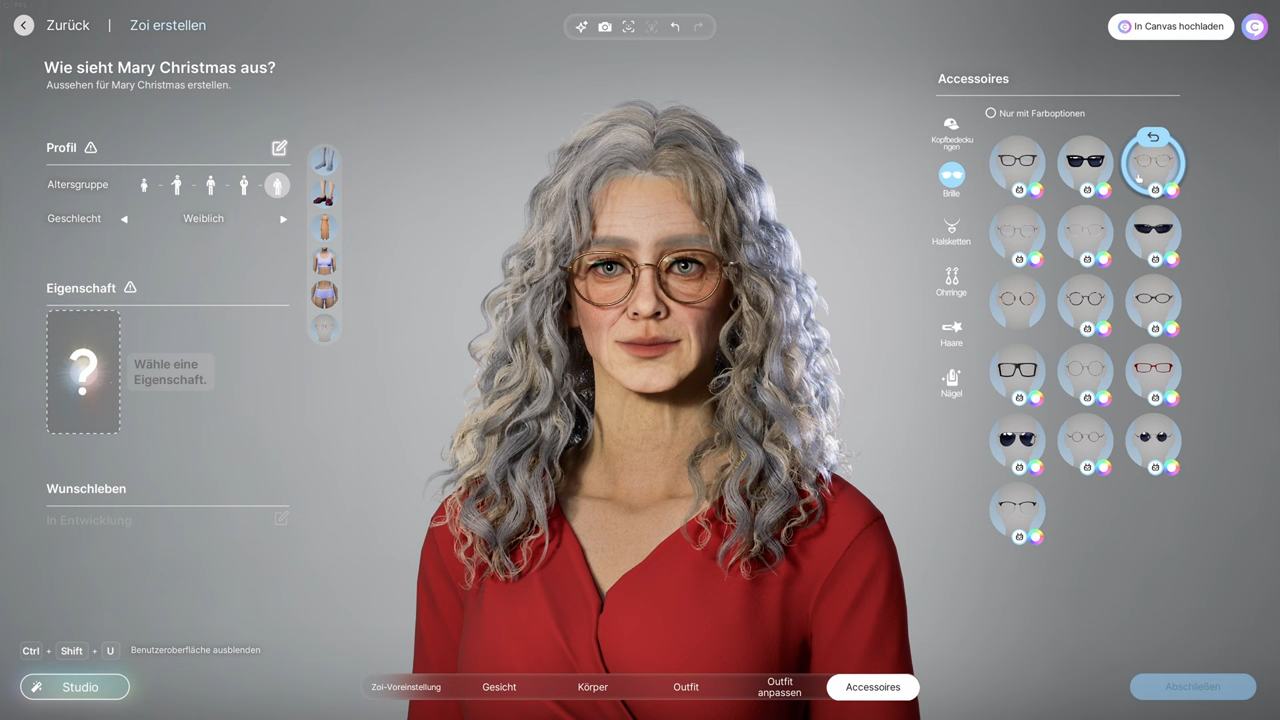 Zurück | Zoi erstellen
In Canvas hochladen
Wie sieht Mary Christmas aus?
Aussehen für Mary Christmas erstellen.
Profil
Altersgruppe
Geschlecht
Weiblich
Eigenschaft
?
Wähle eine
Eigenschaft.
Wunschleben
In Entwicklung
Ctrl + Shift + U Benutzeroberfläche ausblenden
Studio
Accessoires
Nur mit Farboptionen
Kopfbedecku
ngen
Brille
Halsketten
Ohrringe
Haare
Nägel
Zoi-Voreinstellung
Gesicht
Körper
Outfit
Outfit
anpassen
Accessoires
Abschließen